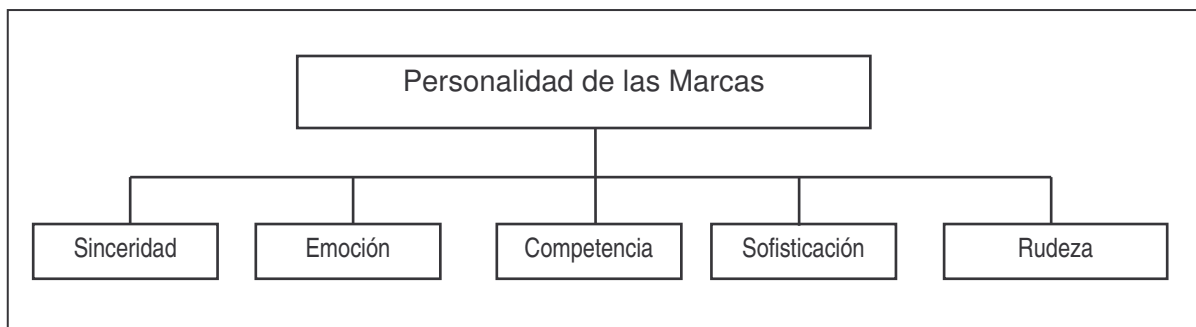 Personalidad de las Marcas
Sinceridad
Emoción
Competencia
Sofisticación
Rudeza